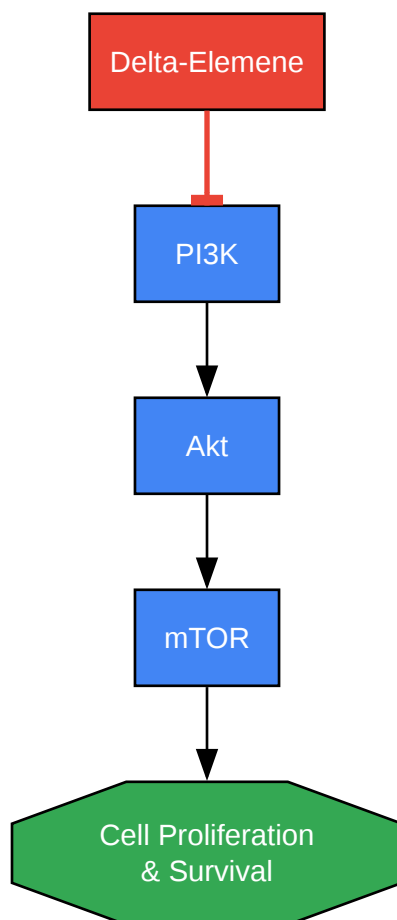 Delta-Elemene
PI3K
Akt
mTOR
Cell Proliferation
& Survival